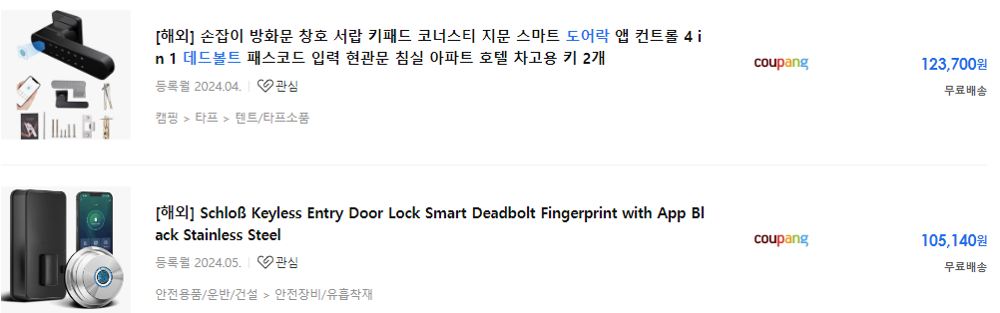 [해외] 손잡이 방화문 창호 서랍 키패드 코너스티 지문 스마트 도어락 앱 컨트롤 4 i
n 1 데드볼트 패스코드 입력 현관문 침실 아파트 호텔 차고용 키 2개
등록월 2024.04. 관심
캠핑 > 타프 > 텐트/타프소품
coupang
123,700원
무료배송
[해외] Schloß Keyless Entry Door Lock Smart Deadbolt Fingerprint with App Bl
ack Stainless Steel
등록월 2024.05. 관심
안전용품/운반/건설 > 안전장비/유흡착재
coupang
105,140원
무료배송